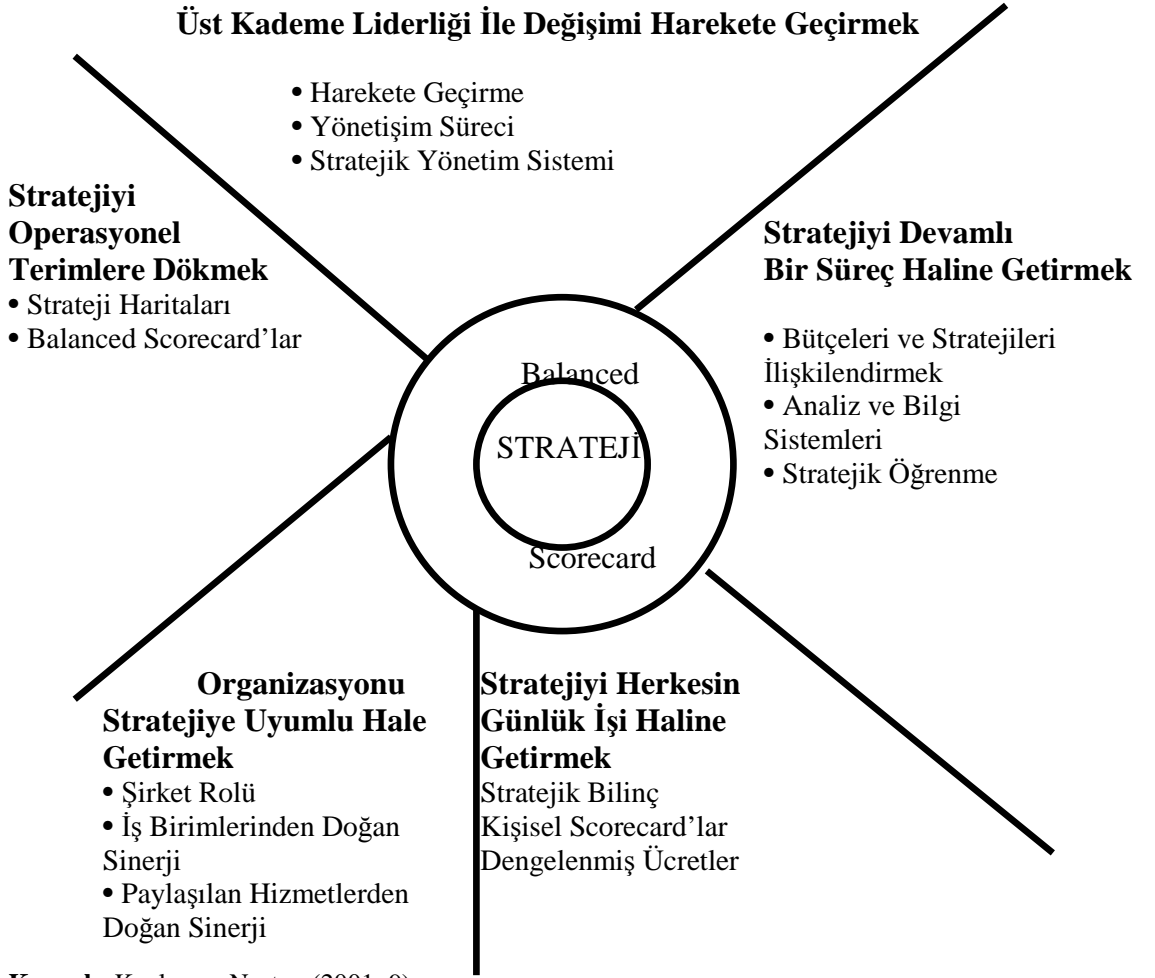 Üst Kademe Liderliği İle Değişimi Harekete Geçirmek
• Harekete Geçirme
• Yönetişim Süreci
• Stratejik Yönetim Sistemi
Stratejiyi
Operasyonel
Terimlere Dökmek
• Strateji Haritaları
• Balanced Scorecard’lar
Stratejiyi Devamlı
Bir Süreç Haline Getirmek
• Bütçeleri ve Stratejileri
İlişkilendirmek
• Analiz ve Bilgi
Sistemleri
• Stratejik Öğrenme
Balanced
STRATEJİ
Scorecard
Organizasyonu
Stratejiye Uyumlu Hale
Getirmek
• Şirket Rolü
• İş Birimlerinden Doğan
Sinerji
• Paylaşılan Hizmetlerden
Doğan Sinerji
Stratejiyi Herkesin
Günlük İşi Haline
Getirmek
Stratejik Bilinç
Kişisel Scorecard’lar
Dengelenmiş Ücretler